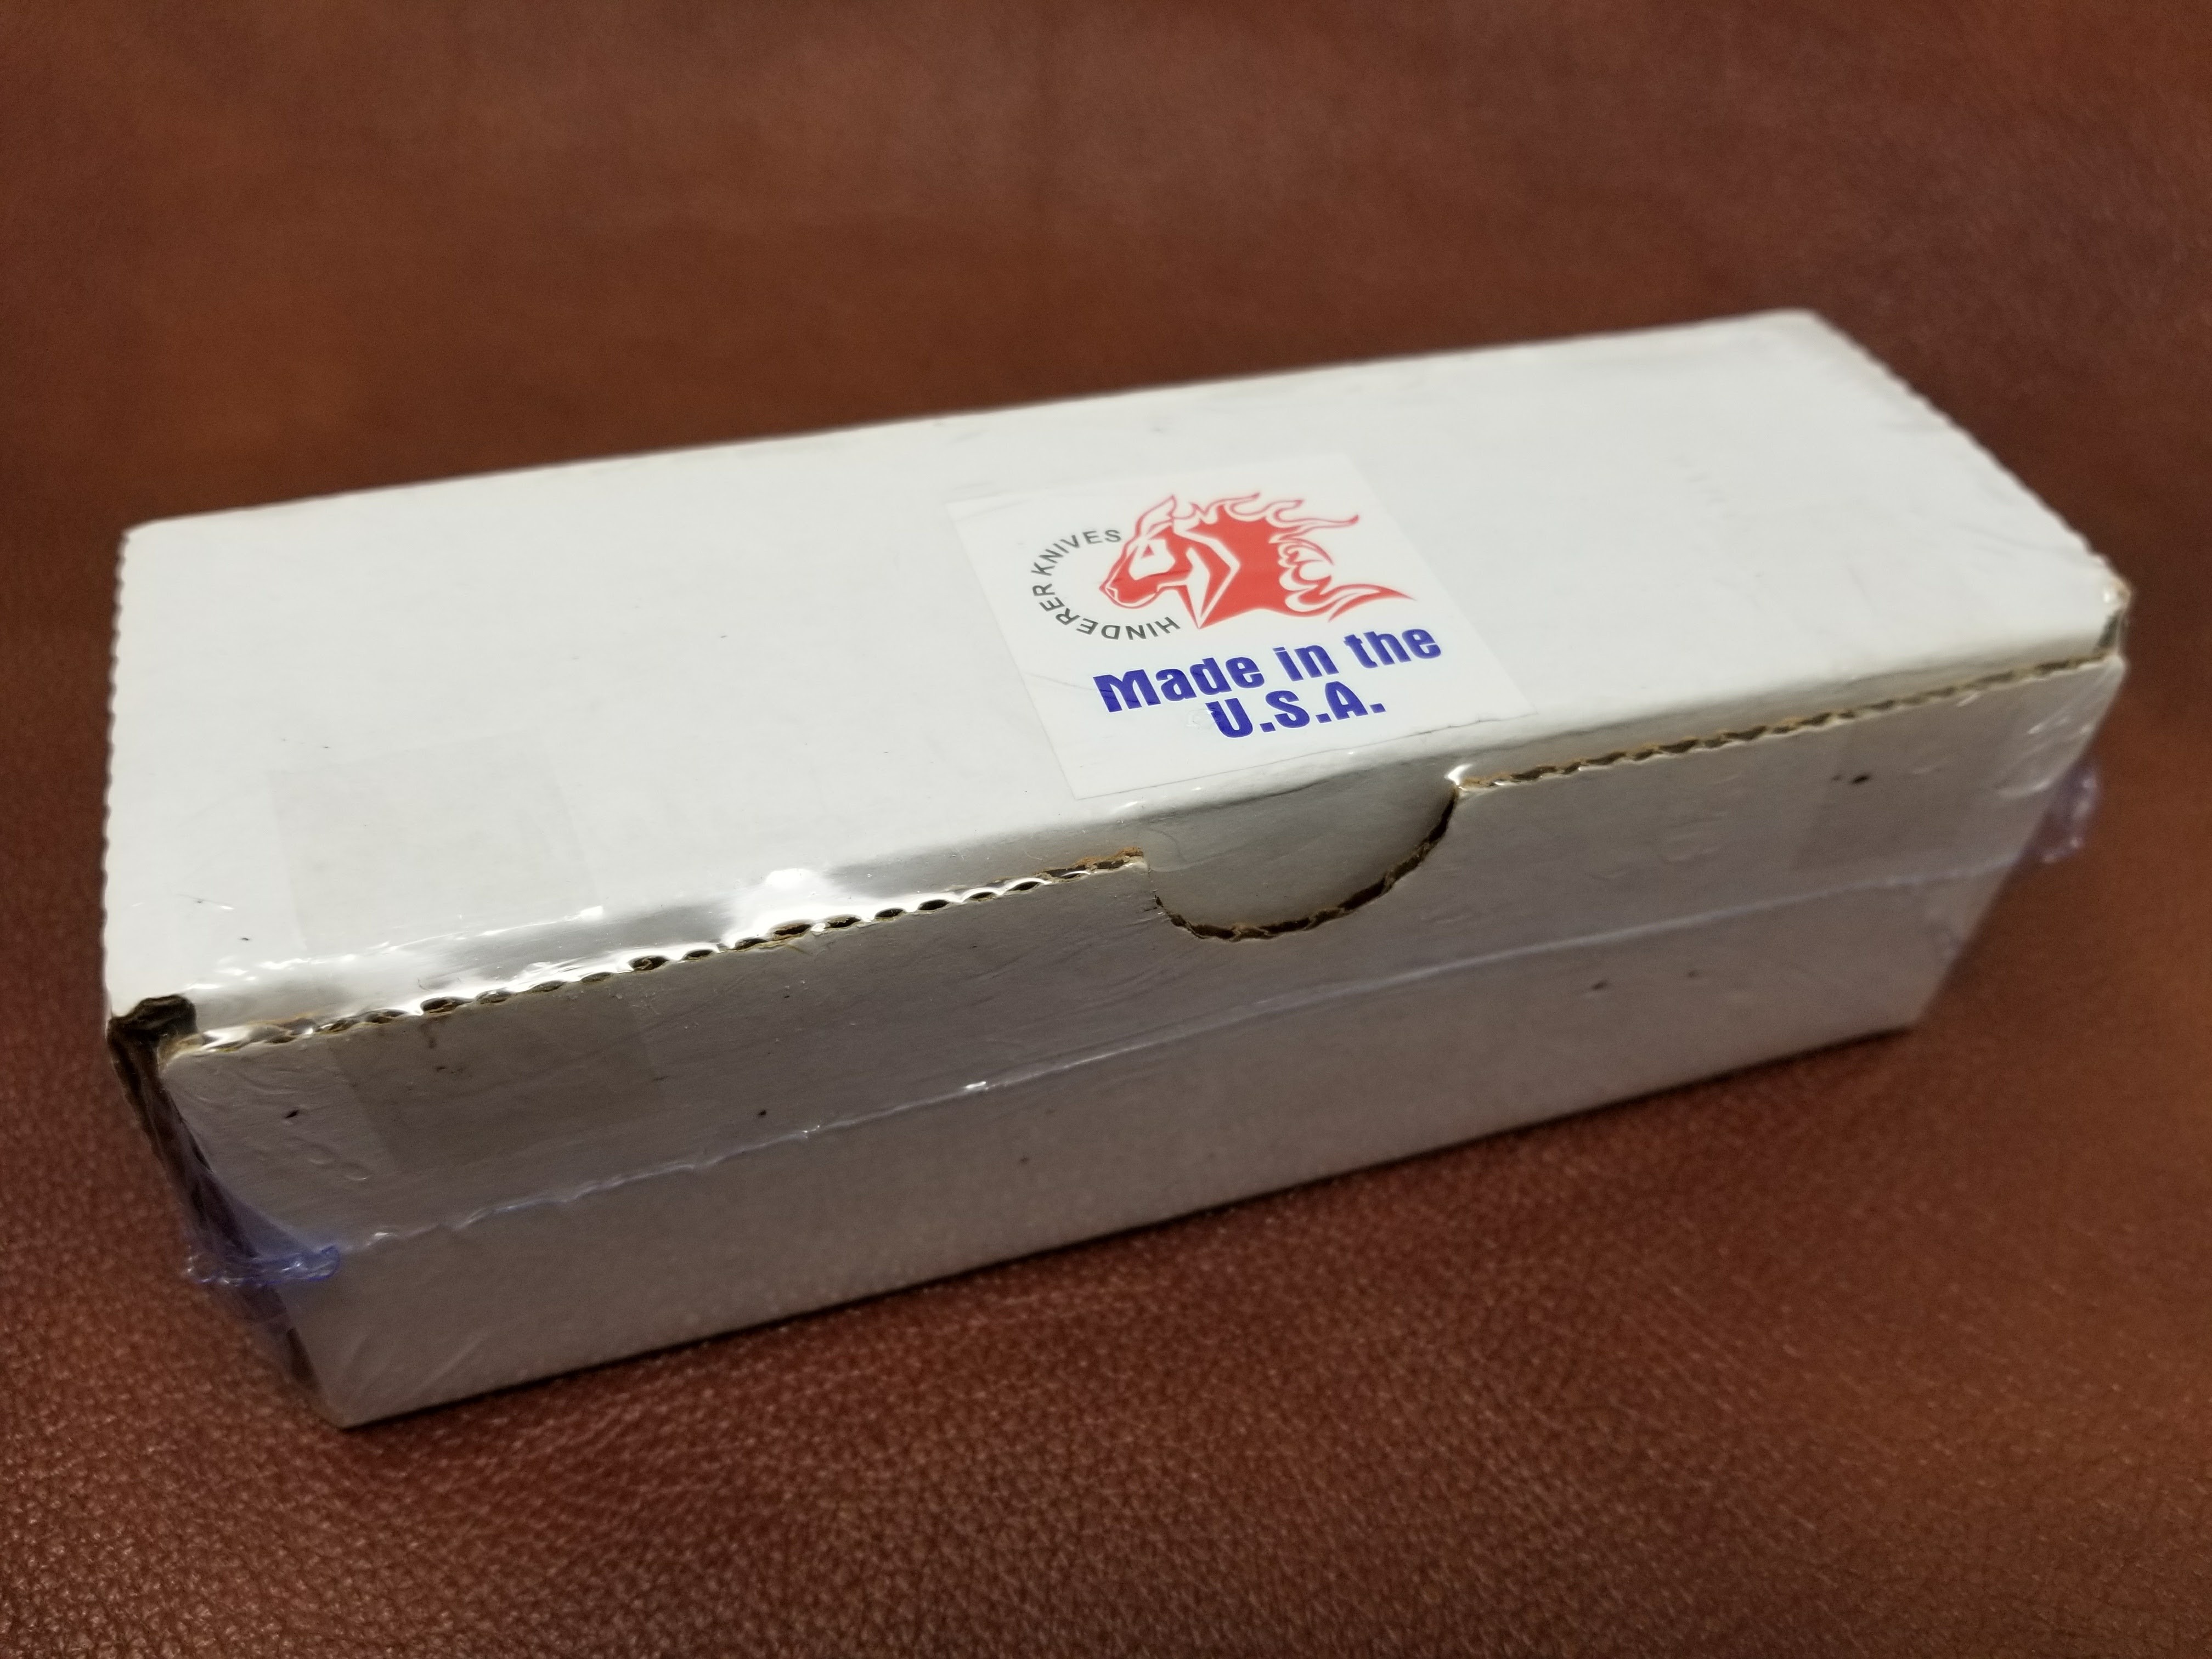 HINDERER KNIVES
Made in the
U.S.A.